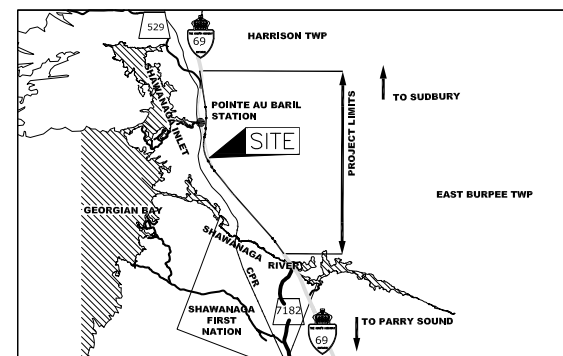 529
69
HARRISON TWP
TO SUDBURY
POINTE AU BARIL
STATION
SHAWANAGA INLET
SITE
PROJECT LIMITS
EAST BURPEE TWP
GEORGIAN BAY
SHAWANAGA
RIVER
CPR
SHAWANAGA
FIRST
NATION
7182
TO PARRY SOUND
69